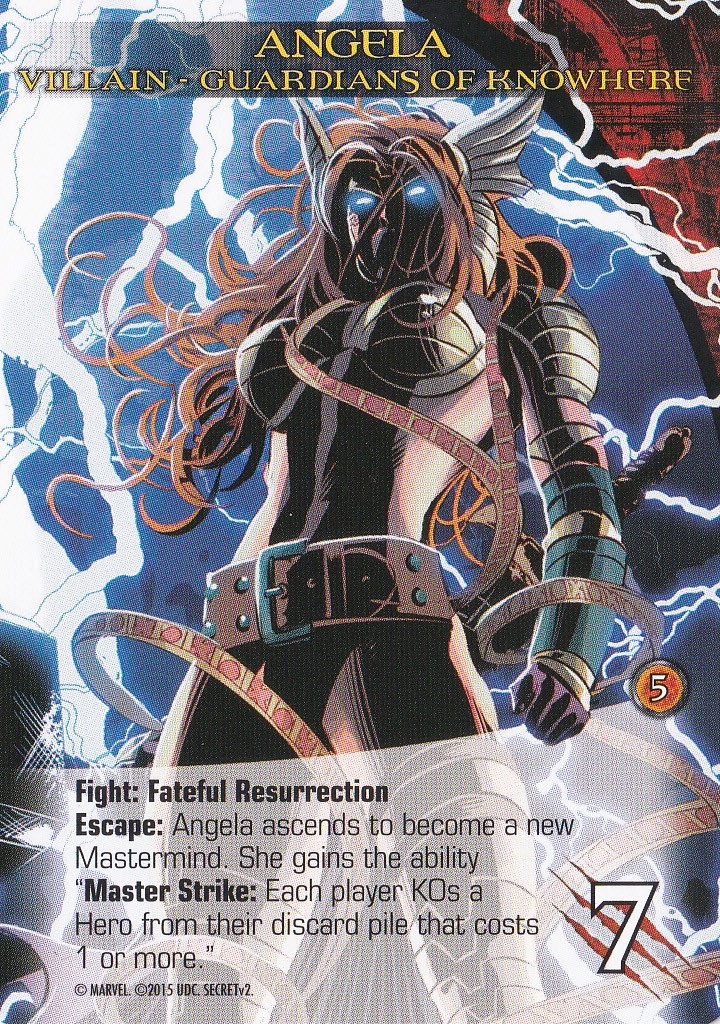 ANGELA
VILLAIN - GUARDIANS OF KNOWHERE
5
Fight: Fateful Resurrection
Escape: Angela ascends to become a new
Mastermind. She gains the ability
“Master Strike: Each player KOs a
Hero from their discard pile that costs
1 or more.”
7
© MARVEL. ©2015 UDC. SECRETv2.